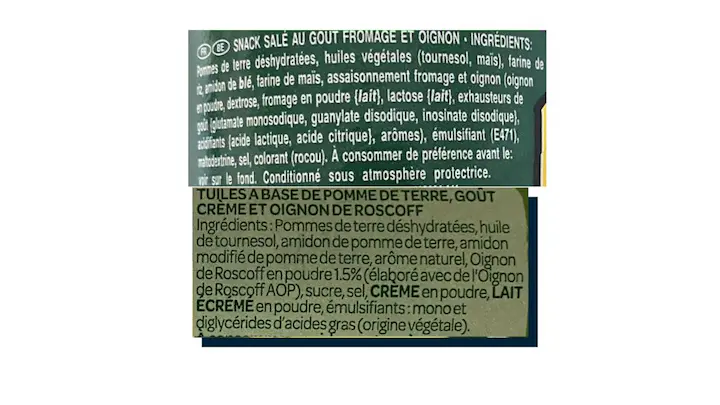 FR BE SNACK SALÉ AU GOÛT FROMAGE ET OIGNON • INGRÉDIENTS:
Pommes de terre déshydratées, huiles végétales (tournesol, maïs), farine de
riz, amidon de blé, farine de maïs, assaisonnement fromage et oignon (oignon
en poudre, dextrose, fromage en poudre {lait}, lactose {lait}, exhausteurs de
goût {glutamate monosodique, guanylate disodique, inosinate disodique},
acidifiants {acide lactique, acide citrique}, arômes), émulsifiant (E471),
maltodextrine, sel, colorant (rocou). À consommer de préférence avant le:
voir sur le fond. Conditionné sous atmosphère protectrice.
TUILES À BASE DE POMME DE TERRE, GOÛT
CRÈME ET OIGNON DE ROSCOFF
Ingrédients : Pommes de terre déshydratées, huile
de tournesol, amidon de pomme de terre, amidon
modifié de pomme de terre, arôme naturel, Oignon
de Roscoff en poudre 1.5% (élaboré avec de l'Oignon
de Roscoff AOP), sucre, sel, CRÈME en poudre, LAIT
ÉCRÉMÉ en poudre, émulsifiants : mono et
diglycérides d'acides gras (origine végétale).